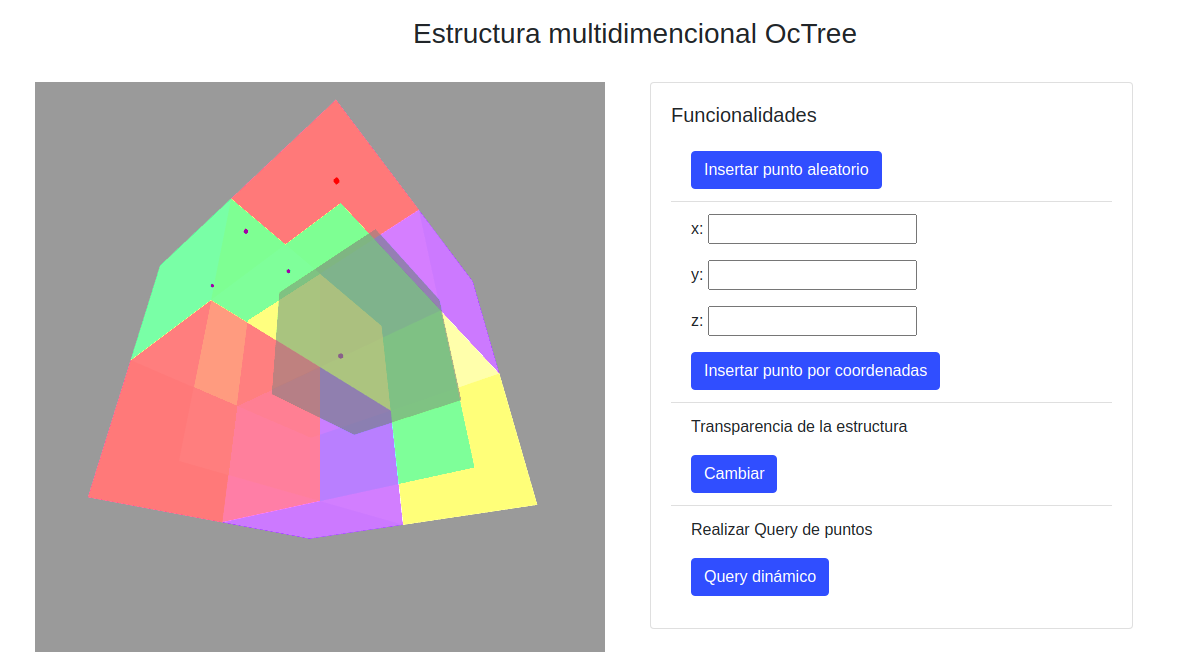 Estructura multidimencional OcTree
Funcionalidades
Insertar punto aleatorio
x:
y:
z:
Insertar punto por coordenadas
Transparencia de la estructura
Cambiar
Realizar Query de puntos
Query dinámico